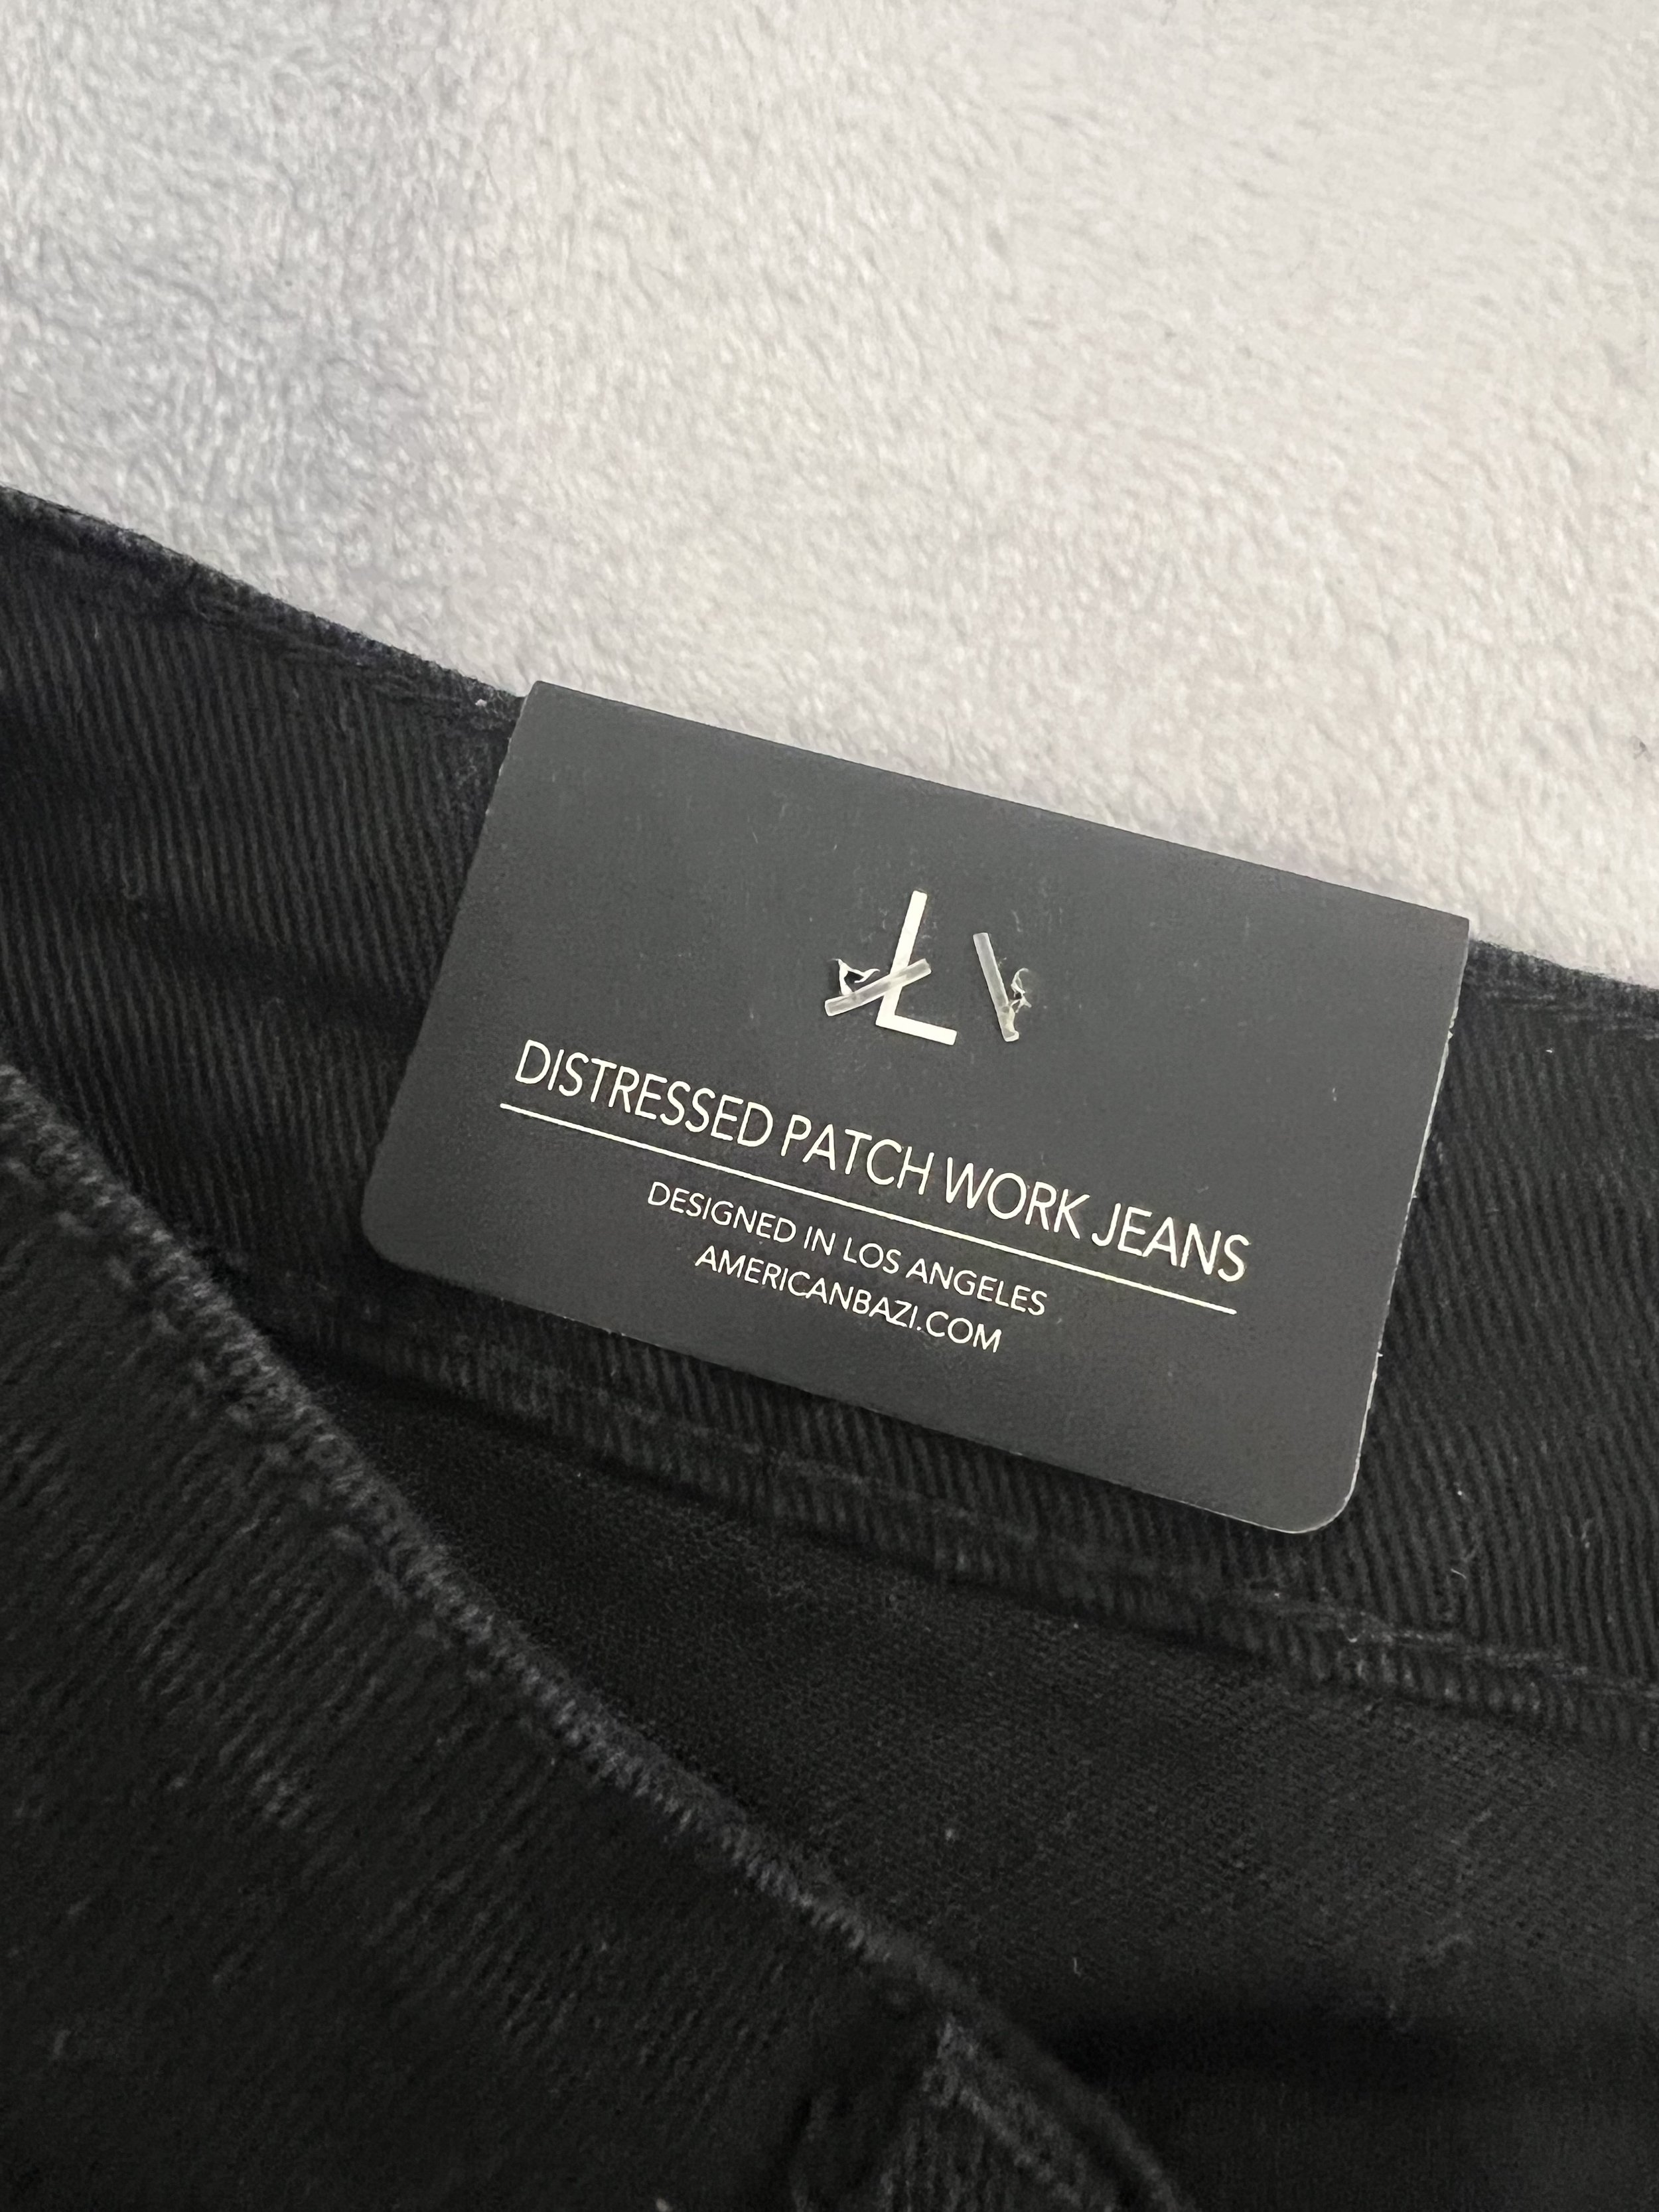 L
DISTRESSED PATCH WORK JEANS
DESIGNED IN LOS ANGELES
AMERICANBAZI.COM